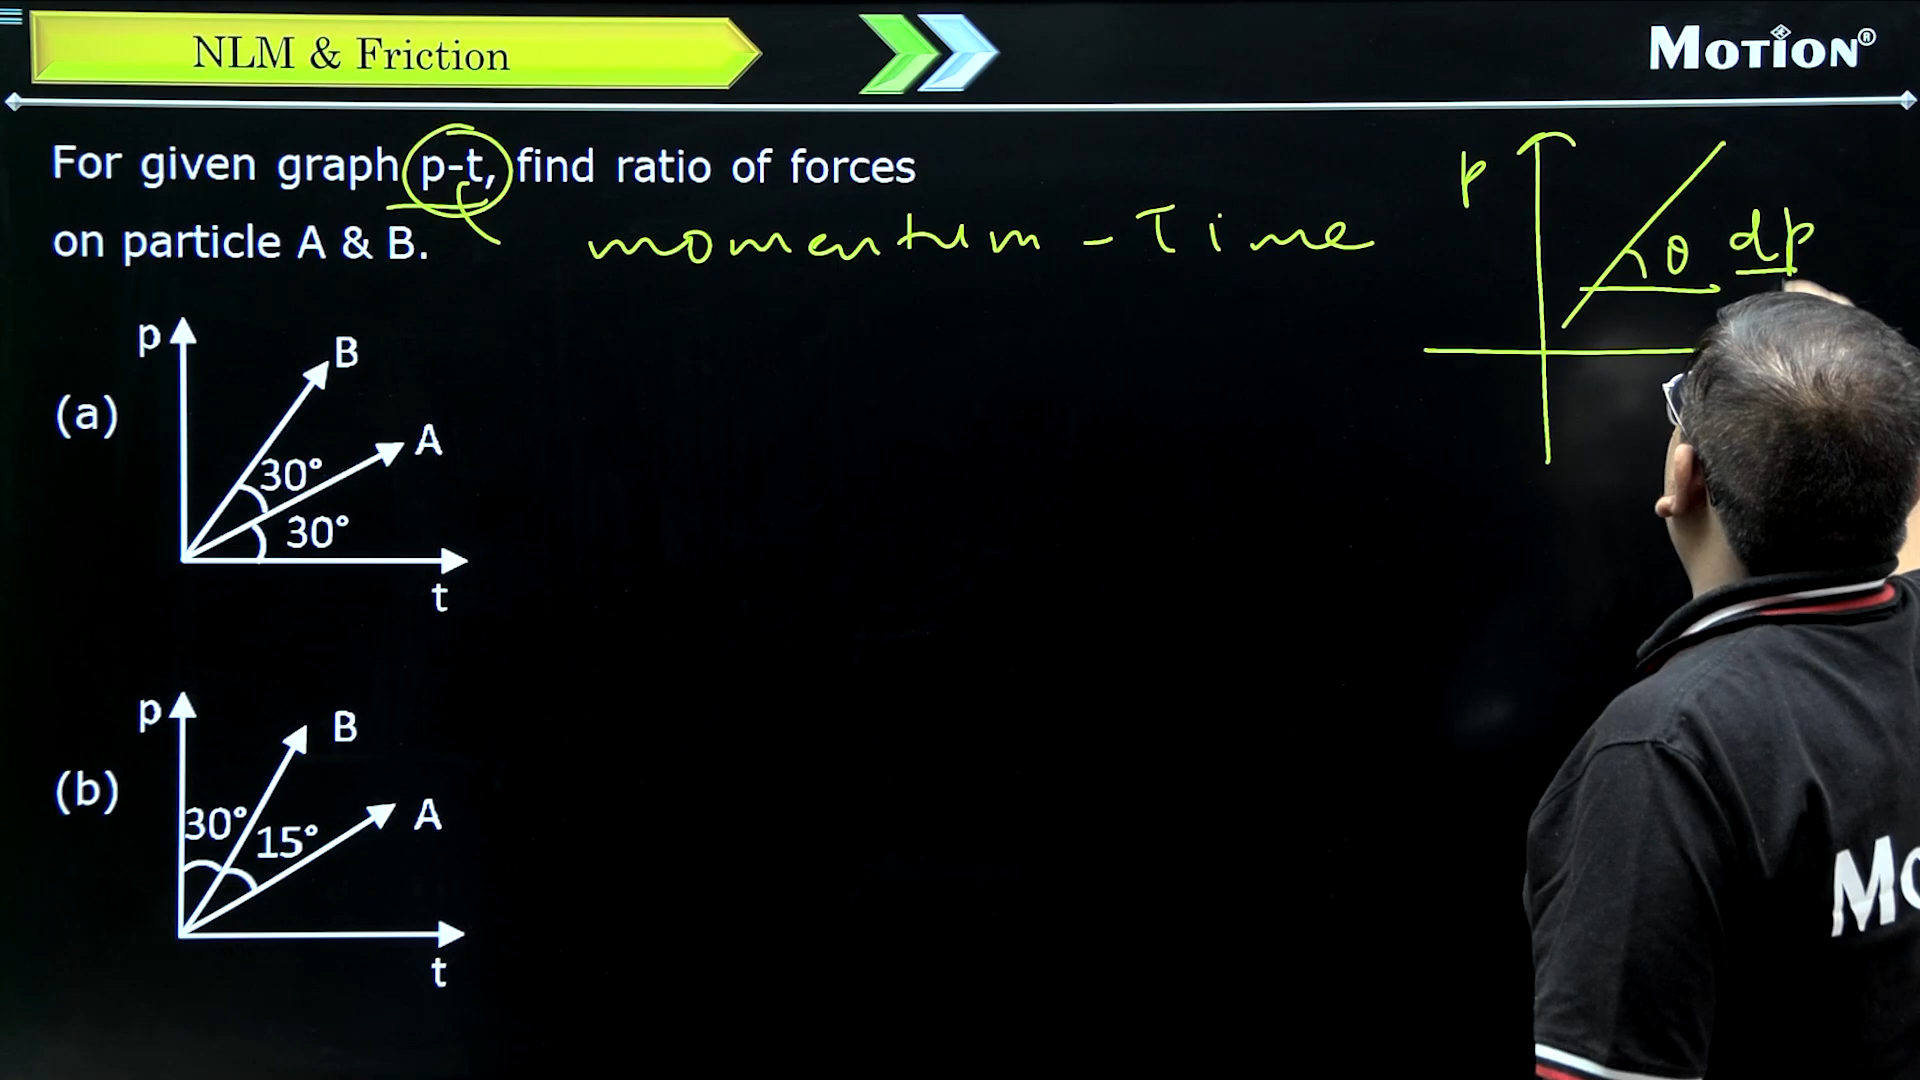 NLM & Friction
MOTION®
For given graph p-t, find ratio of forces
on particle A & B.
momentum - Time
p
θ
dp
(a)
p
B
A
30°
30°
t
(b)
p
B
A
30°
15°
t